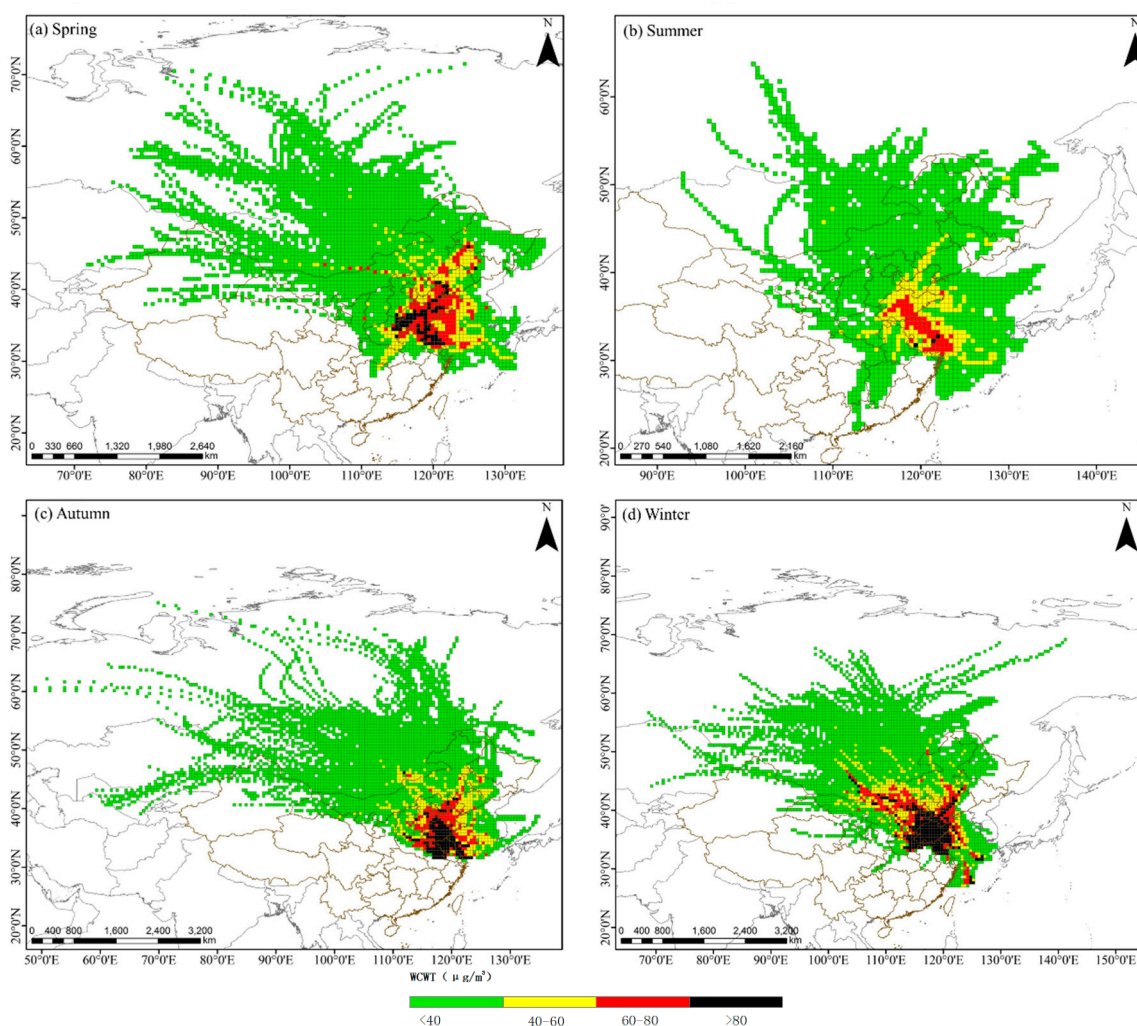 (a) Spring
N
70°0'N
60°0'N
50°0'N
40°0'N
30°0'N
20°0'N
0 330 660 1,320 1,980 2,640
km
70°0'E 80°0'E 90°0'E 100°0'E 110°0'E 120°0'E 130°0'E
(b) Summer
N
60°0'N
50°0'N
40°0'N
30°0'N
20°0'N
0 270 540 1,080 1,620 2,160
km
90°0'E 100°0'E 110°0'E 120°0'E 130°0'E 140°0'E
(c) Autumn
N
80°0'N
70°0'N
60°0'N
50°0'N
40°0'N
30°0'N
20°0'N
0 400 800 1,600 2,400 3,200
km
50°0'E 60°0'E 70°0'E 80°0'E 90°0'E 100°0'E 110°0'E 120°0'E 130°0'E
(d) Winter
N
90°0'N
80°0'N
70°0'N
60°0'N
50°0'N
40°0'N
30°0'N
20°0'N
0 400 800 1,600 2,400 3,200
km
70°0'E 80°0'E 90°0'E 100°0'E 110°0'E 120°0'E 130°0'E 140°0'E 150°0'E
WCWT (μg/m³)
<40 40-60 60-80 >80